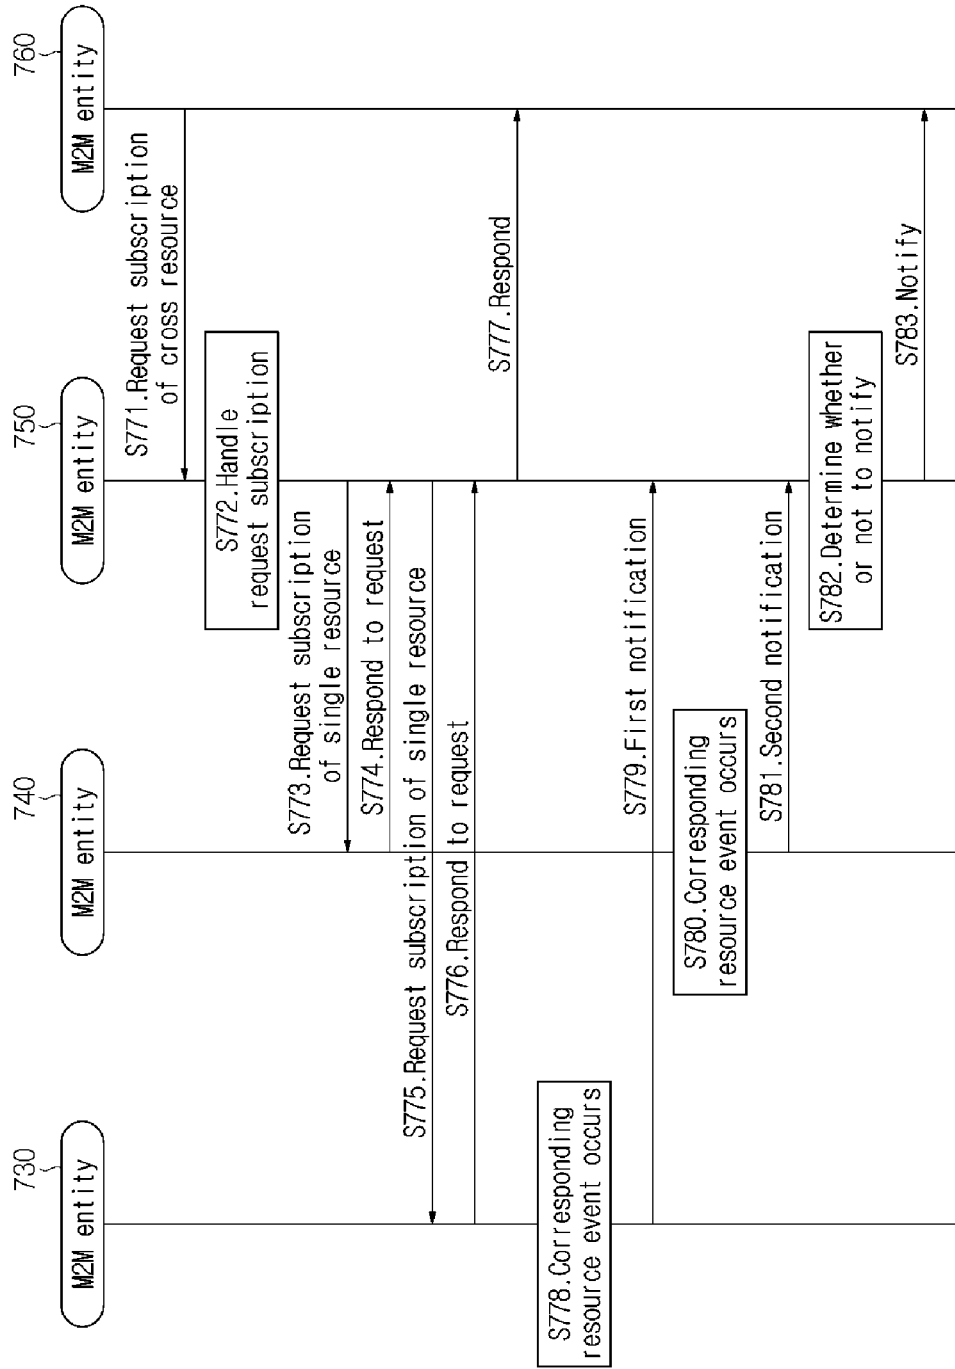 730
740
750
760
M2M entity
M2M entity
M2M entity
M2M entity
S771.Request subscription
of cross resource
S772.Handle
request subscription
S773.Request subscription
of single resource
S774.Respond to request
S775.Request subscription of single resource
S776.Respond to request
S777.Respond
S778.Corresponding
resource event occurs
S779.First notification
S780.Corresponding
resource event occurs
S781.Second notification
S782.Determine whether
or not to notify
S783.Notify